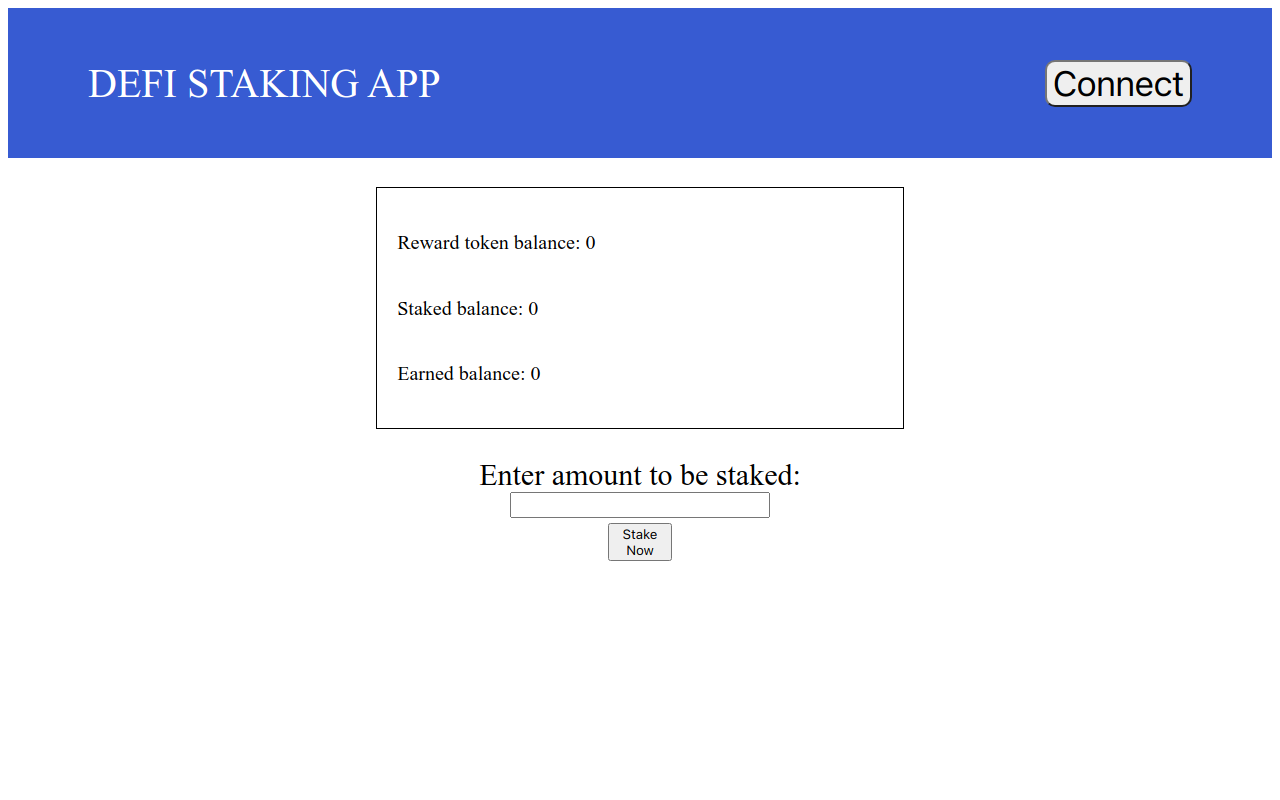 DEFI STAKING APP
Connect
Reward token balance: 0
Staked balance: 0
Earned balance: 0
Enter amount to be staked:
Stake
Now